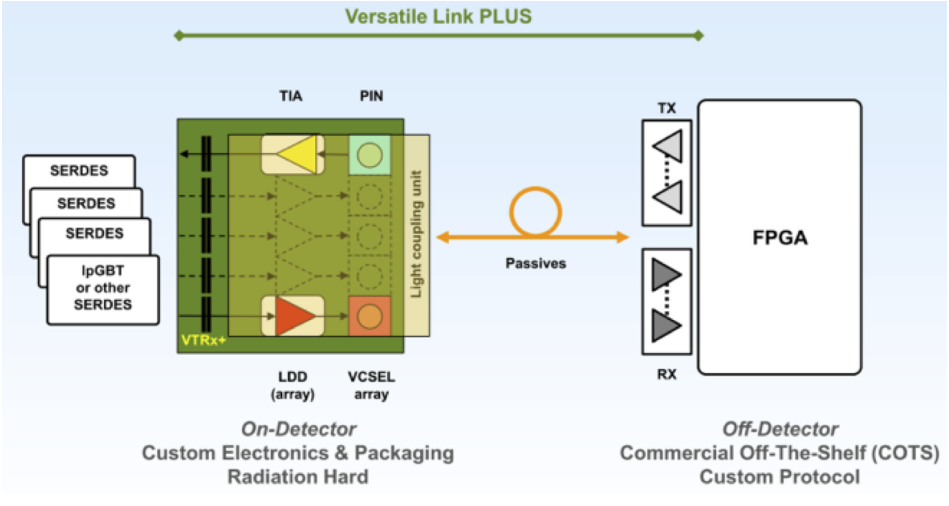 Versatile Link PLUS
TIA
PIN
TX
SERDES
SERDES
SERDES
lpGBT
or other
SERDES
Light coupling unit
Passives
FPGA
VTRx+
LDD
(array)
VCSEL
array
RX
On-Detector
Custom Electronics & Packaging
Radiation Hard
Off-Detector
Commercial Off-The-Shelf (COTS)
Custom Protocol